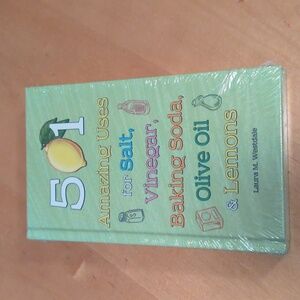 501
Amazing Uses
for Salt,
Vinegar,
Baking Soda,
Olive Oil
& Lemons
Laura M. Westdale